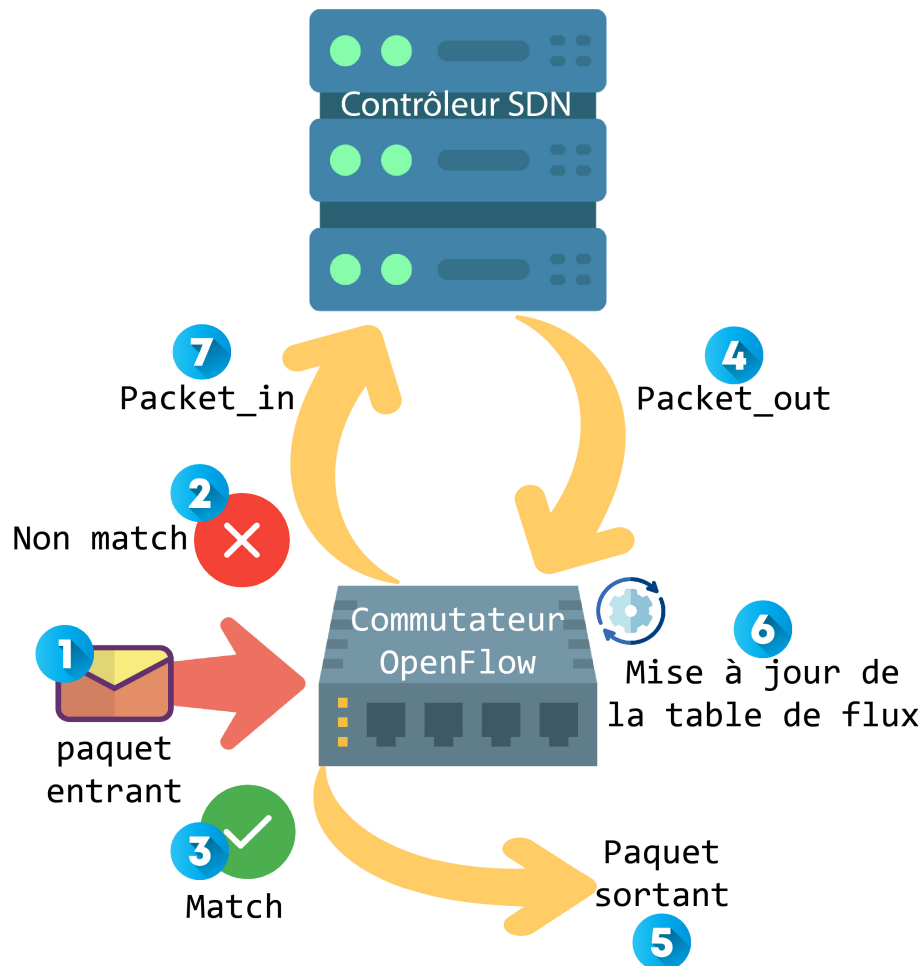 Contrôleur SDN
7
Packet_in
4
Packet_out
2
Non match
Commutateur
OpenFlow
6
Mise à jour de
la table de flux
1
paquet
entrant
3
Match
Paquet
sortant
5